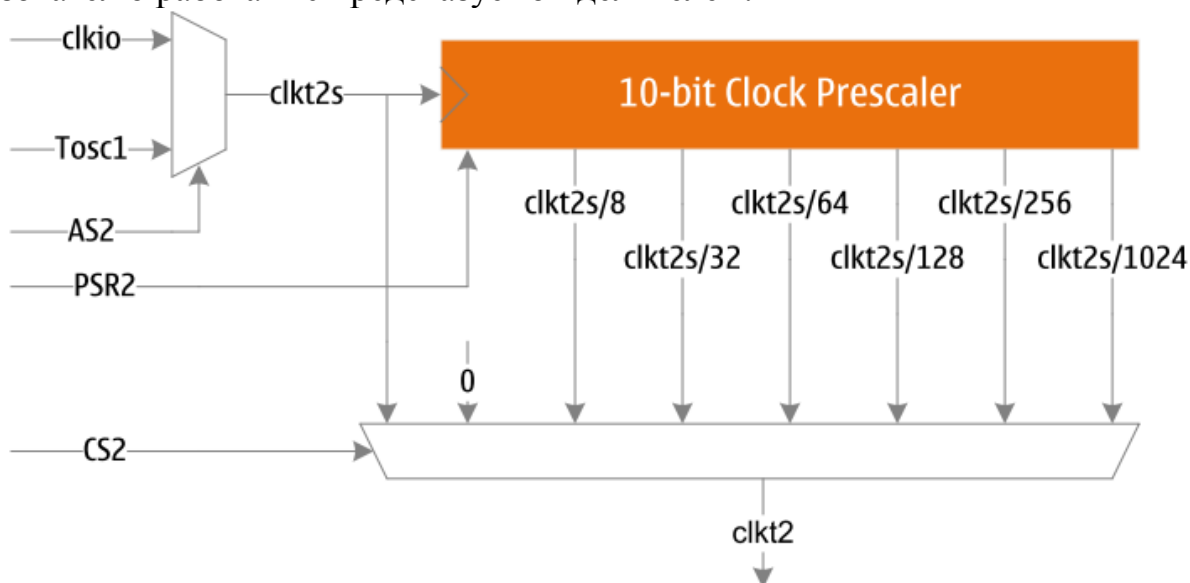 clkio
10-bit Clock Prescaler
clkt2s
Tosc1
clkt2s/8
clkt2s/64
clkt2s/256
AS2
clkt2s/32
clkt2s/128
clkt2s/1024
PSR2
0
CS2
clkt2